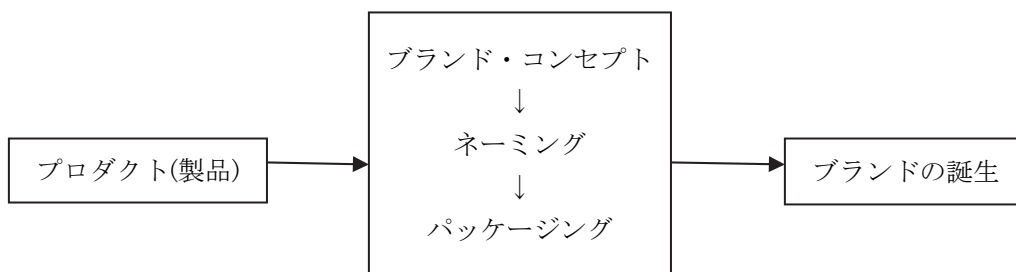 プロダクト(製品)
ブランド・コンセプト
↓
ネーミング
↓
パッケージング
ブランドの誕生